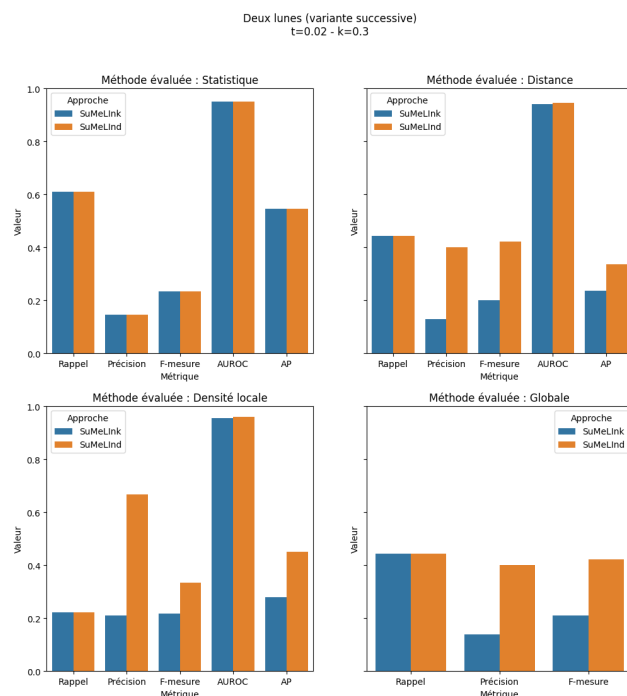 Deux lunes (variante successive)
t=0.02 - k=0.3
Méthode évaluée : Statistique
Approche
SuMeLInk
SuMeLInd
Valeur
1.0
0.8
0.6
0.4
0.2
0.0
Rappel Précision F-mesure AUROC AP
Métrique
Méthode évaluée : Distance
Approche
SuMeLInk
SuMeLInd
Valeur
Rappel Précision F-mesure AUROC AP
Métrique
Méthode évaluée : Densité locale
Approche
SuMeLInk
SuMeLInd
Valeur
1.0
0.8
0.6
0.4
0.2
0.0
Rappel Précision F-mesure AUROC AP
Métrique
Méthode évaluée : Globale
Approche
SuMeLInk
SuMeLInd
Valeur
Rappel Précision F-mesure
Métrique